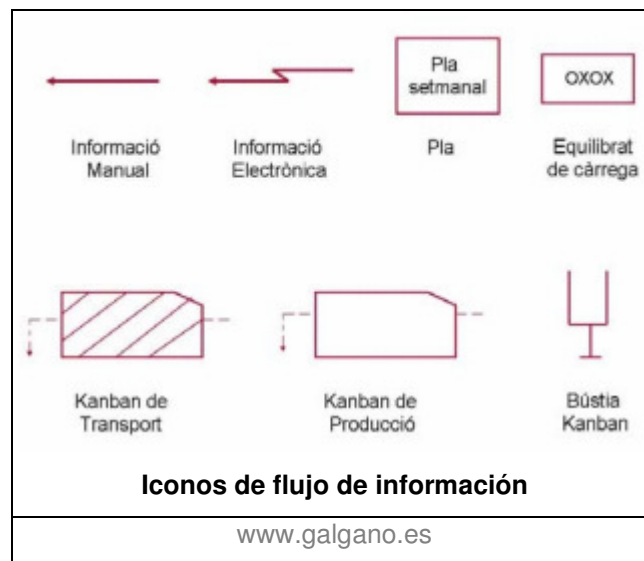 Pla
setmanal
OXOX
Informació
Manual
Informació
Electrònica
Pla
Equilibrat
de càrrega
Kanban de
Transport
Kanban de
Producció
Bústia
Kanban
Iconos de flujo de información
www.galgano.es